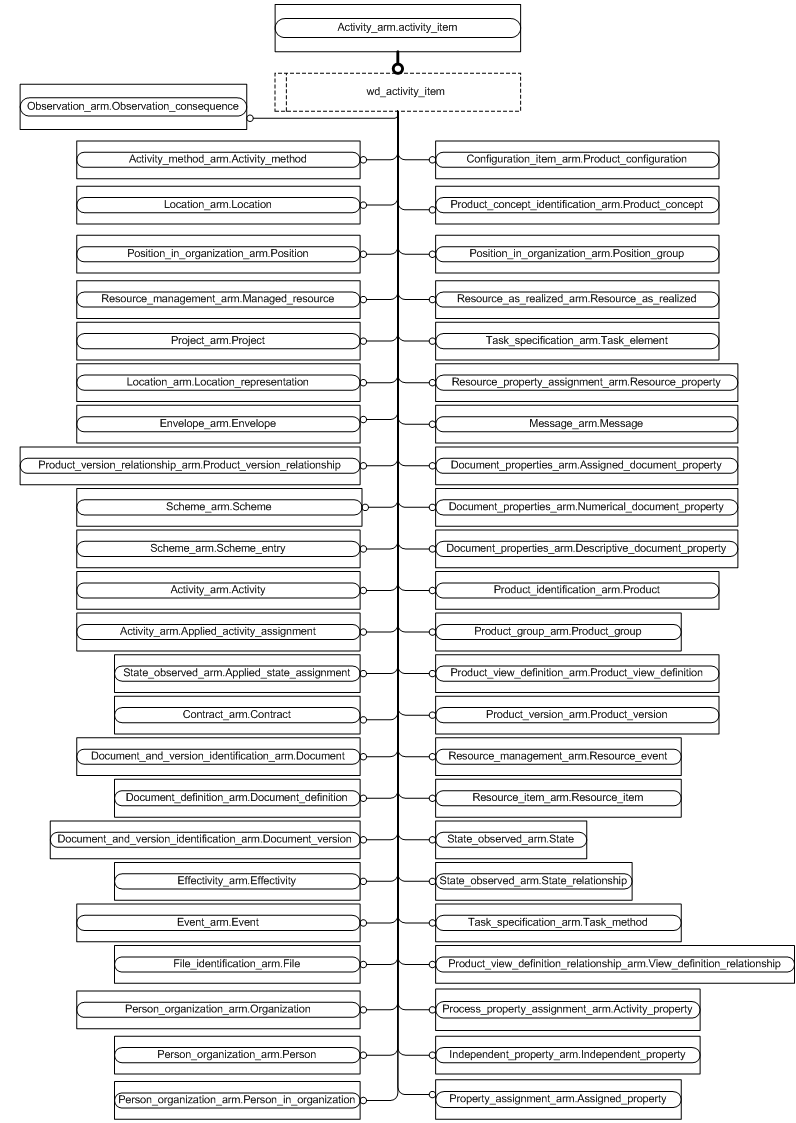 Activity_arm.activity_item
wd_activity_item
Observation_arm.Observation_consequence
Activity_method_arm.Activity_method
Configuration_item_arm.Product_configuration
Location_arm.Location
Product_concept_identification_arm.Product_concept
Position_in_organization_arm.Position
Position_in_organization_arm.Position_group
Resource_management_arm.Managed_resource
Resource_as_realized_arm.Resource_as_realized
Project_arm.Project
Task_specification_arm.Task_element
Location_arm.Location_representation
Resource_property_assignment_arm.Resource_property
Envelope_arm.Envelope
Message_arm.Message
Product_version_relationship_arm.Product_version_relationship
Document_properties_arm.Assigned_document_property
Scheme_arm.Scheme
Document_properties_arm.Numerical_document_property
Scheme_arm.Scheme_entry
Document_properties_arm.Descriptive_document_property
Activity_arm.Activity
Product_identification_arm.Product
Activity_arm.Applied_activity_assignment
Product_group_arm.Product_group
State_observed_arm.Applied_state_assignment
Product_view_definition_arm.Product_view_definition
Contract_arm.Contract
Product_version_arm.Product_version
Document_and_version_identification_arm.Document
Resource_management_arm.Resource_event
Document_definition_arm.Document_definition
Resource_item_arm.Resource_item
Document_and_version_identification_arm.Document_version
State_observed_arm.State
Effectivity_arm.Effectivity
State_observed_arm.State_relationship
Event_arm.Event
Task_specification_arm.Task_method
File_identification_arm.File
Product_view_definition_relationship_arm.View_definition_relationship
Person_organization_arm.Organization
Process_property_assignment_arm.Activity_property
Person_organization_arm.Person
Independent_property_arm.Independent_property
Person_organization_arm.Person_in_organization
Property_assignment_arm.Assigned_property